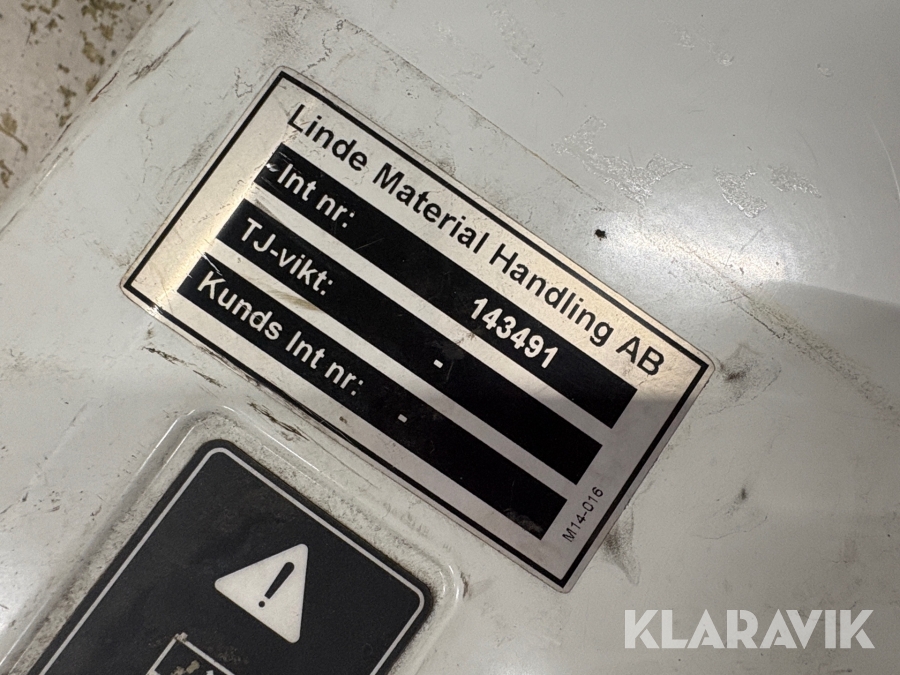 Linde Material Handling AB
Int nr: 143491
TJ-vikt: -
Kunds Int nr: -
M14-016
KLARAVIK